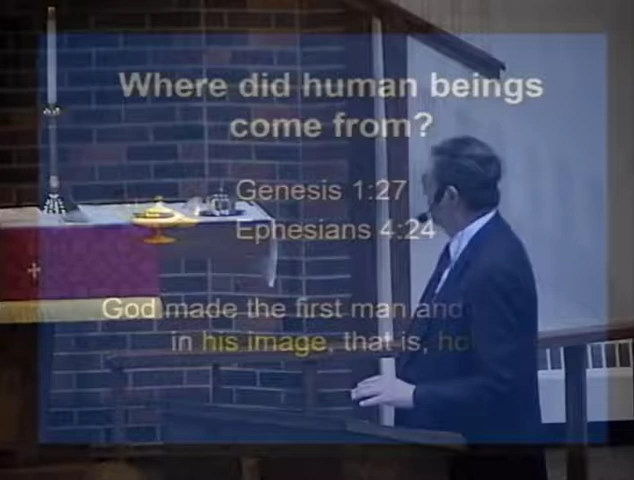 Where did human beings
come from?
Genesis 1:27
Ephesians 4:24
God made the first man and
in his image, that is,